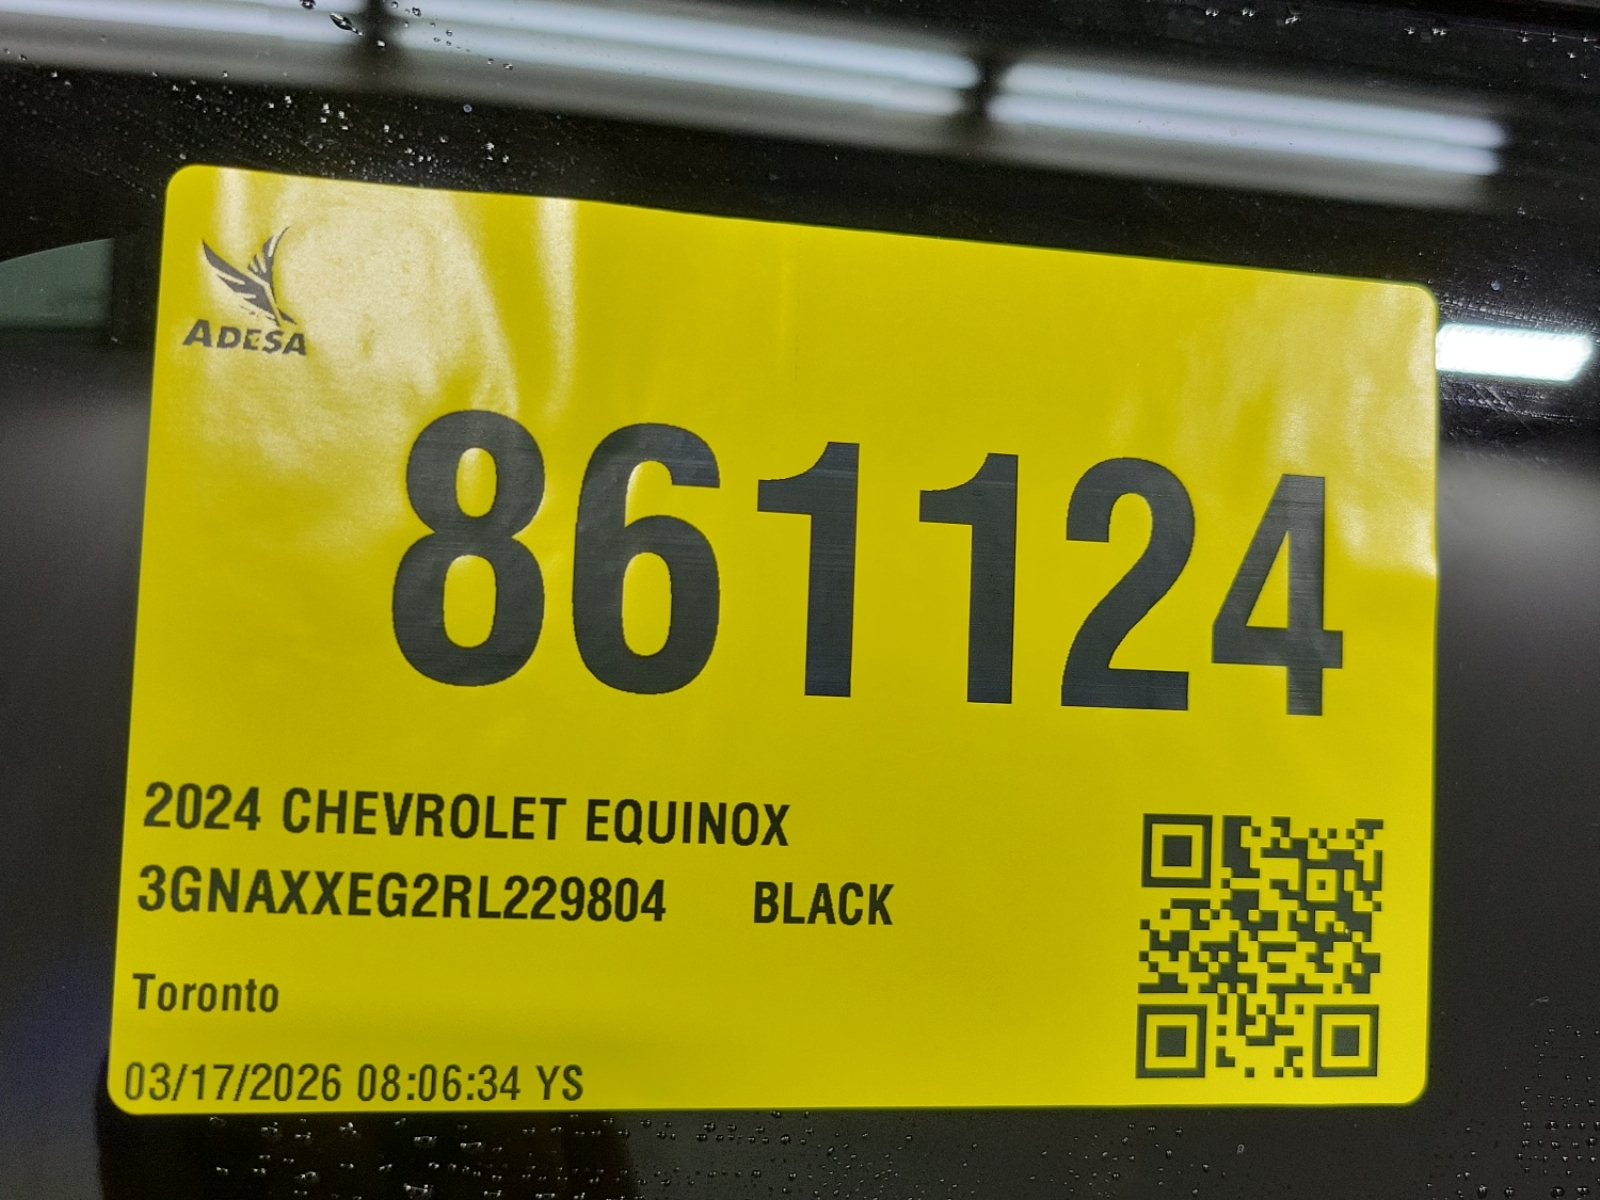 ADESA
861124
2024 CHEVROLET EQUINOX
3GNAXXEG2RL229804 BLACK
Toronto
03/17/2026 08:06:34 YS